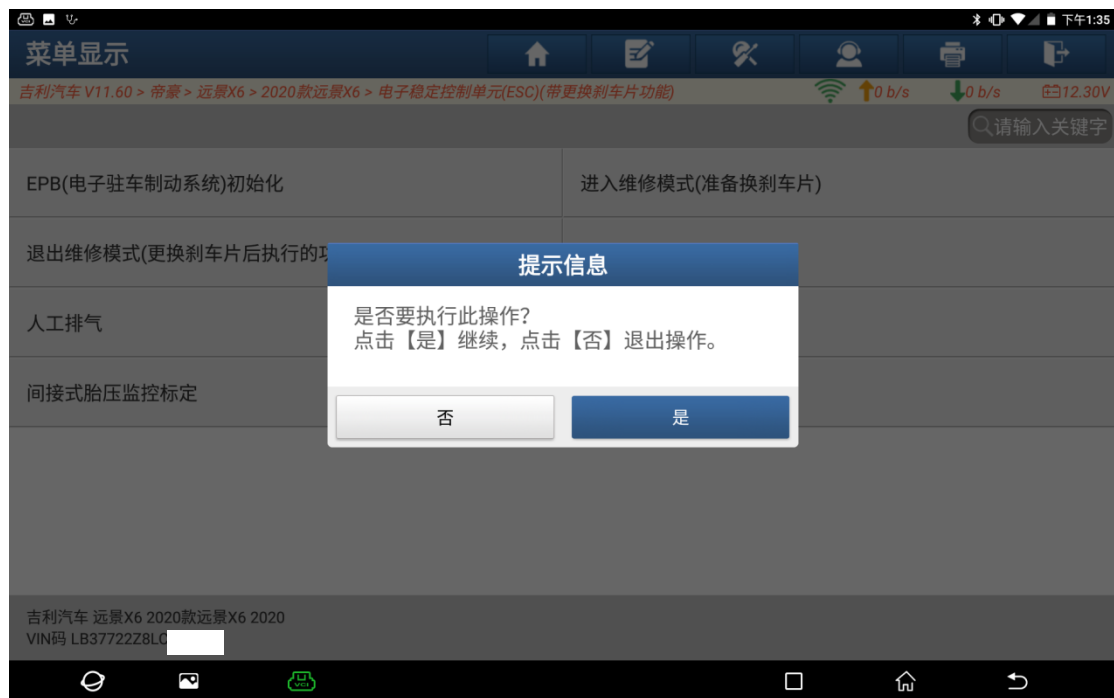 下午1:35
菜单显示
吉利汽车 V11.60 > 帝豪 > 远景X6 > 2020款远景X6 > 电子稳定控制单元(ESC)(带更换刹车片功能)
0 b/s
0 b/s
12.30V
请输入关键字
EPB(电子驻车制动系统)初始化
进入维修模式(准备换刹车片)
退出维修模式(更换刹车片后执行的
提示信息
是否要执行此操作？
点击【是】继续，点击【否】退出操作。
人工排气
间接式胎压监控标定
否
是
吉利汽车 远景X6 2020款远景X6 2020
VIN码 LB37722Z8LC
VCI